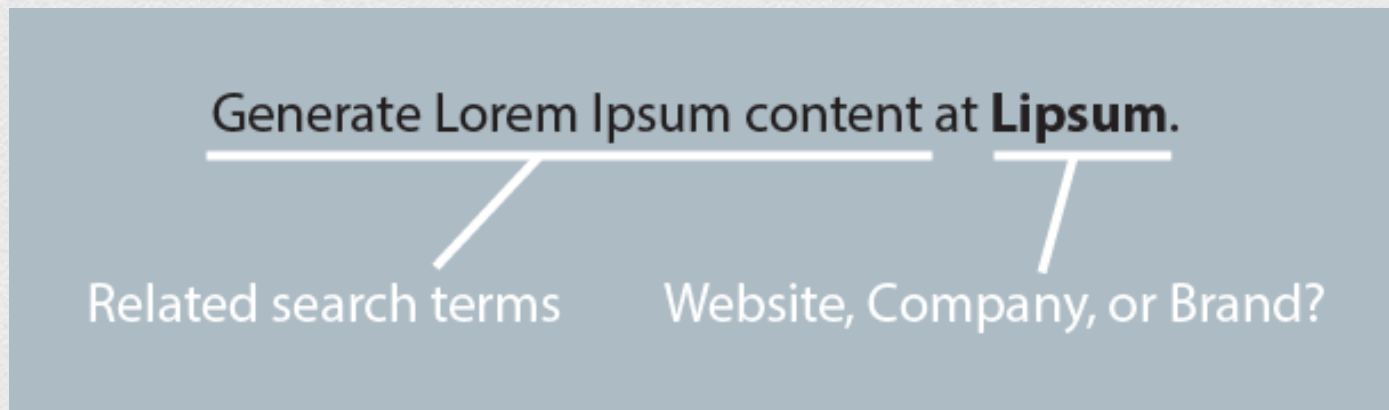 Generate Lorem Ipsum content at Lipsum.
Related search terms
Website, Company, or Brand?